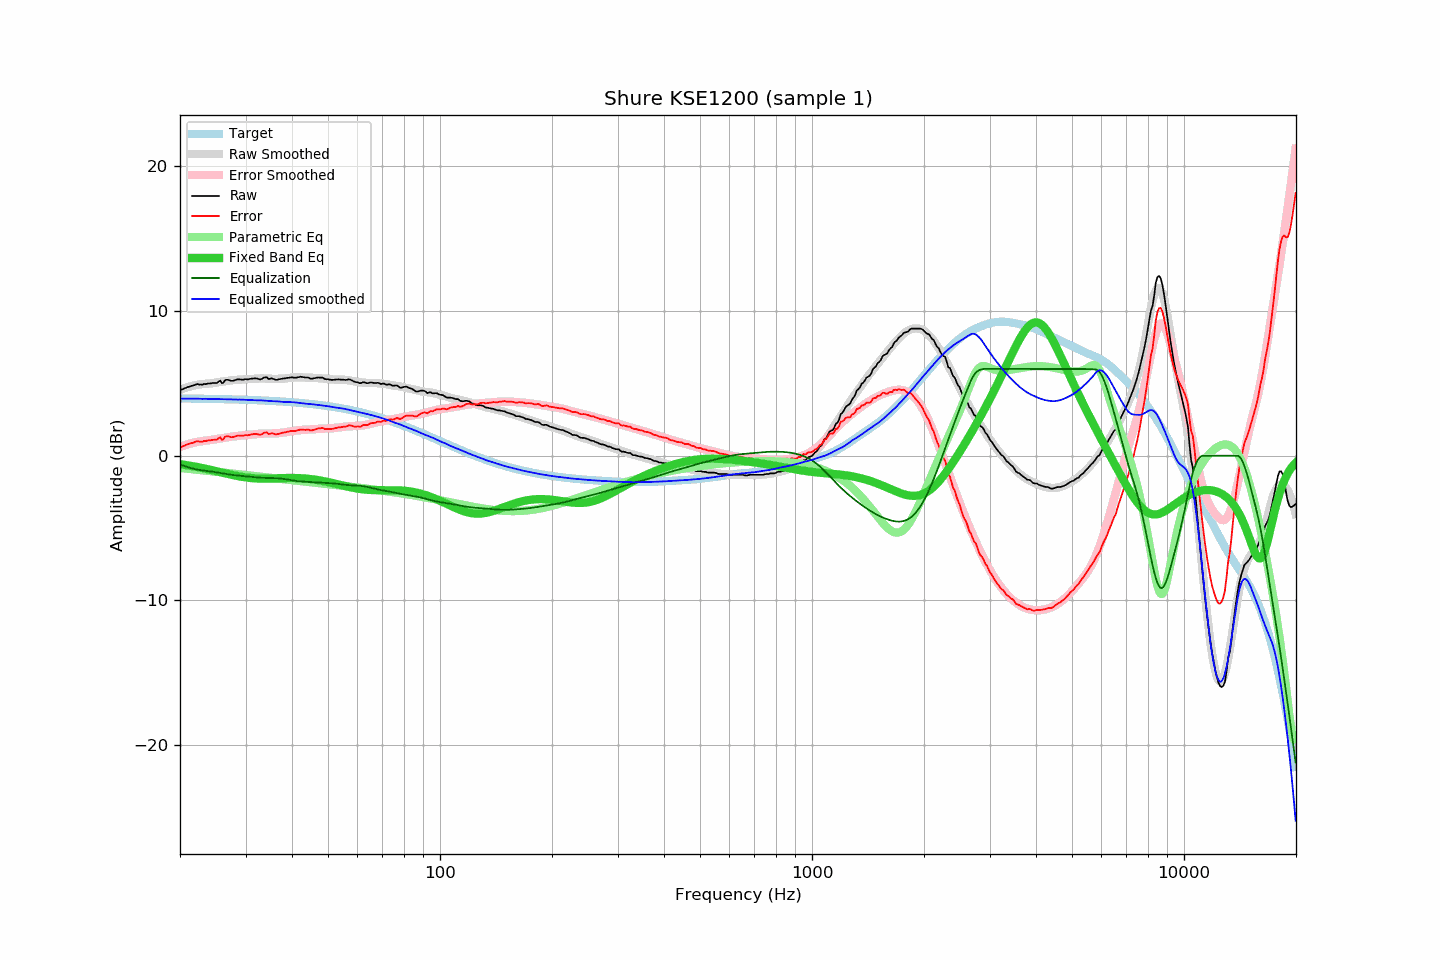 Shure KSE1200 (sample 1)
Target
Raw Smoothed
Error Smoothed
Raw
Error
Parametric Eq
Fixed Band Eq
Equalization
Equalized smoothed
20
10
0
−10
−20
Amplitude (dBr)
100
1000
10000
Frequency (Hz)